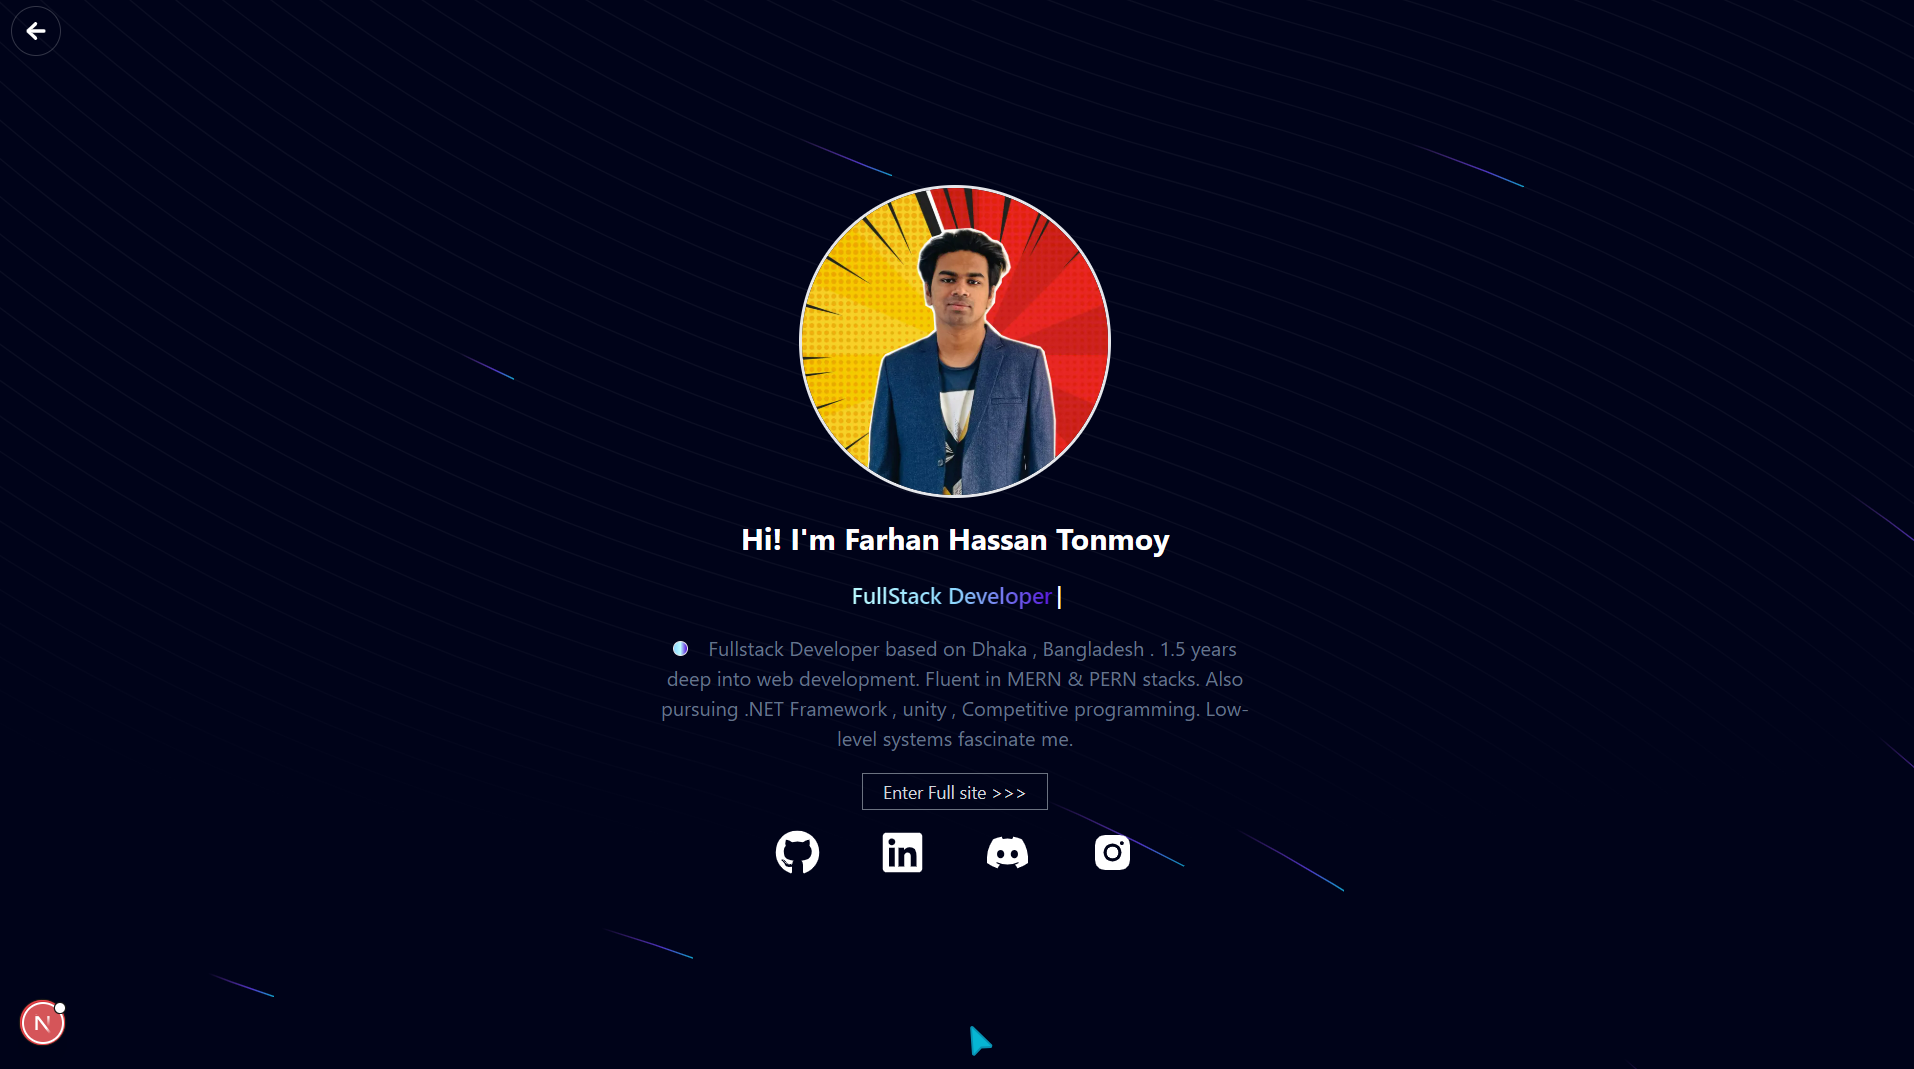 Hi! I'm Farhan Hassan Tonmoy
FullStack Developer|
Fullstack Developer based on Dhaka , Bangladesh . 1.5 years
deep into web development. Fluent in MERN & PERN stacks. Also
pursuing .NET Framework , unity , Competitive programming. Low-
level systems fascinate me.
Enter Full site >>>
in
N